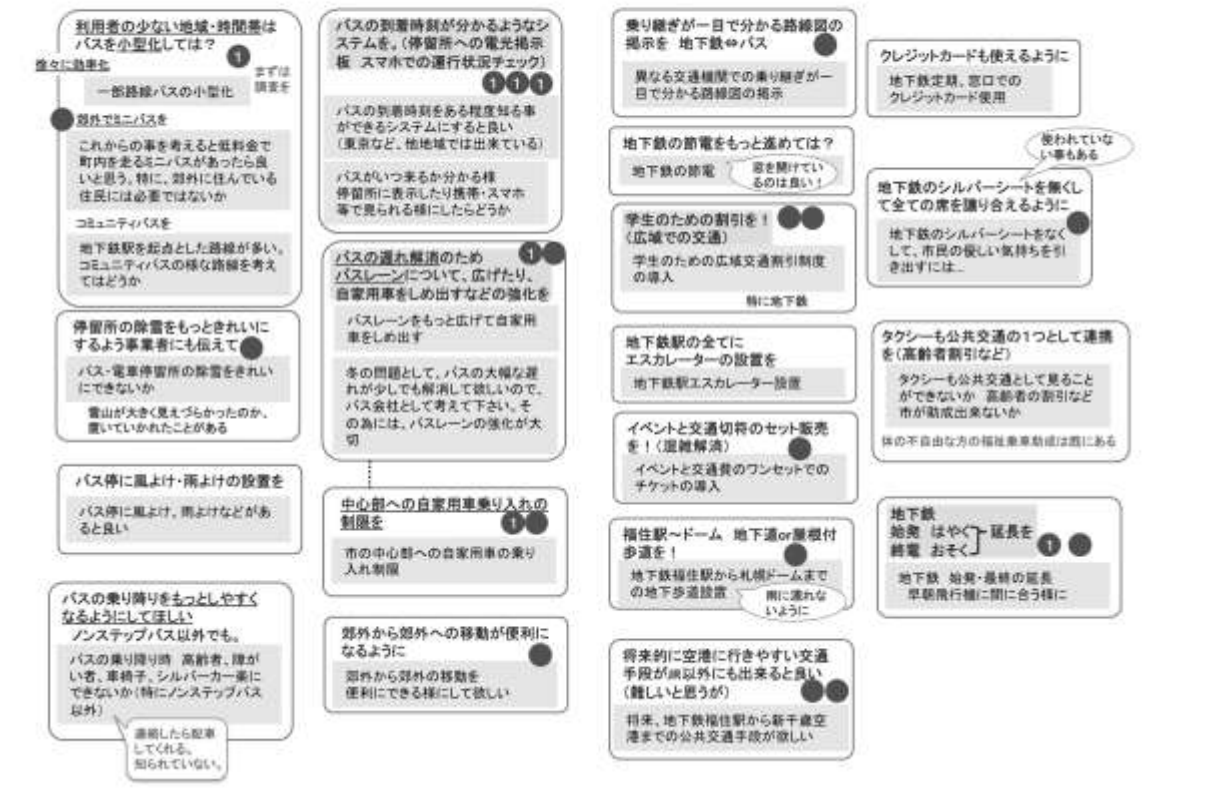 利用者の少ない地域・時間帯は
バスを小型化しては？
徐々に効率化
1
まずは
調査を
一部路線バスの小型化
郊外でミニバスを
これからの事を考えると低料金で
町内を走るミニバスがあったら良
いと思う。特に、郊外に住んでいる
住民には必要ではないか
コミュニティバスを
地下鉄駅を起点とした路線が多い。
コミュニティバスの様な路線を考え
てはどうか
停留所の除雪をもっときれいに
するよう事業者にも伝えて
バス・電車停留所の除雪をきれい
にできないか
雪山が大きく見えづらかったのか、
置いていかれたことがある
バス停に風よけ・雨よけの設置を
バス停に風よけ、雨よけなどがあ
ると良い
バスの乗り降りをもっとしやすく
なるようにしてほしい
ノンステップバス以外でも。
バスの乗り降り時　高齢者、障が
い者、車椅子、シルバーカー楽に
できないか（特にノンステップバス
以外）
連絡したら配車
してくれる。
知られていない。
バスの到着時刻が分かるようなシ
ステムを。（停留所への電光掲示
板　スマホでの運行状況チェック）
1 1 1
バスの到着時刻をある程度知る事
ができるシステムにすると良い
（東京など、他地域では出来ている）
バスがいつ来るか分かる様
停留所に表示したり携帯・スマホ
等で見られる様にしたらどうか
1
バスの遅れ解消のため
バスレーンについて、広げたり、
自家用車をしめ出すなどの強化を
バスレーンをもっと広げて自家用
車をしめ出す
冬の問題として、バスの大幅な遅
れが少しでも解消して欲しいので、
バス会社として考えて下さい。そ
の為には、バスレーンの強化が大
切
中心部への自家用車乗り入れの
制限を
1
市の中心部への自家用車の乗り
入れ制限
郊外から郊外への移動が便利に
なるように
郊外から郊外の移動を
便利にできる様にして欲しい
乗り継ぎが一目で分かる路線図の
掲示を　地下鉄⇔バス
異なる交通機関での乗り継ぎが一
目で分かる路線図の掲示
地下鉄の節電をもっと進めては？
地下鉄の節電
窓を開けてい
るのは良い！
学生のための割引を！
（広域での交通）
学生のための広域交通割引制度
の導入
特に地下鉄
地下鉄駅の全てに
エスカレーターの設置を
地下鉄駅エスカレーター設置
イベントと交通切符のセット販売
を！（混雑解消）
イベントと交通費のワンセットでの
チケットの導入
福住駅～ドーム　地下道or屋根付
歩道を！
地下鉄福住駅から札幌ドームまで
の地下歩道設置
雨に濡れな
いように
将来的に空港に行きやすい交通
手段がJR以外にも出来ると良い
（難しいと思うが）
将来、地下鉄福住駅から新千歳空
港までの公共交通手段が欲しい
クレジットカードも使えるように
地下鉄定期、窓口での
クレジットカード使用
使われていな
い事もある
地下鉄のシルバーシートを無くし
て全ての席を譲り合えるように
地下鉄のシルバーシートをなく
して、市民の優しい気持ちを引
き出すには…
タクシーも公共交通の１つとして連携
を（高齢者割引など）
タクシーも公共交通として見ること
ができないか　高齢者の割引など
市が助成出来ないか
体の不自由な方の福祉乗車助成は既にある
地下鉄
始発　はやく
終電　おそく
延長を
1
地下鉄　始発・最終の延長
早朝飛行機に間に合う様に